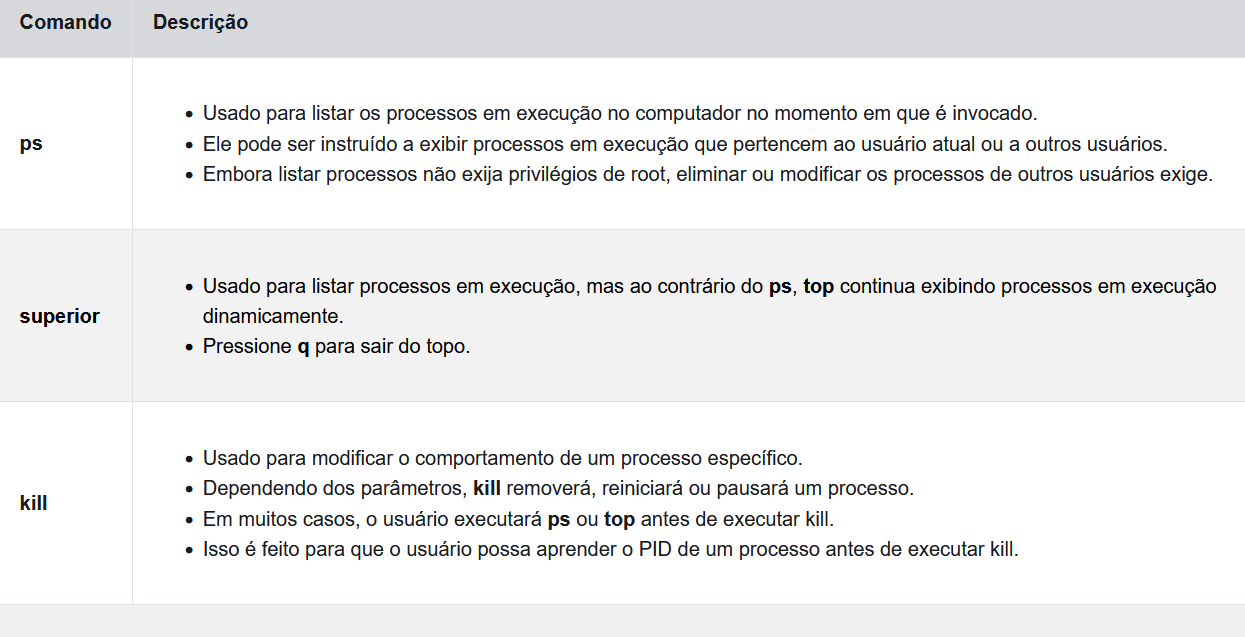 Comando Descrição
• Usado para listar os processos em execução no computador no momento em que é invocado.
ps
• Ele pode ser instruído a exibir processos em execução que pertencem ao usuário atual ou a outros usuários.
• Embora listar processos não exija privilégios de root, eliminar ou modificar os processos de outros usuários exige.
• Usado para listar processos em execução, mas ao contrário do ps, top continua exibindo processos em execução
superior
dinamicamente.
• Pressione q para sair do topo.
• Usado para modificar o comportamento de um processo específico.
• Dependendo dos parâmetros, kill removerá, reiniciará ou pausará um processo.
kill
• Em muitos casos, o usuário executará ps ou top antes de executar kill.
• Isso é feito para que o usuário possa aprender o PID de um processo antes de executar kill.